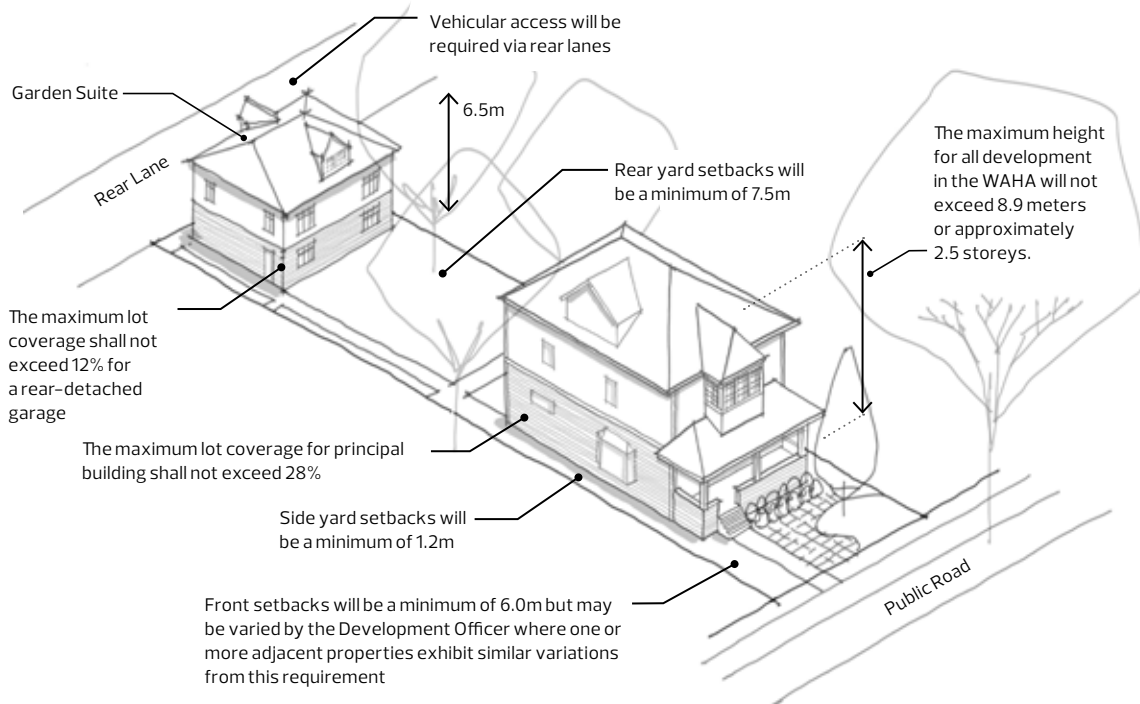 Vehicular access will be
required via rear lanes
Garden Suite
6.5m
Rear Lane
Rear yard setbacks will
be a minimum of 7.5m
The maximum height
for all development
in the WAHA will not
exceed 8.9 meters
or approximately
2.5 storeys.
The maximum lot
coverage shall not
exceed 12% for
a rear-detached
garage
The maximum lot coverage for principal
building shall not exceed 28%
Side yard setbacks will
be a minimum of 1.2m
Public Road
Front setbacks will be a minimum of 6.0m but may
be varied by the Development Officer where one or
more adjacent properties exhibit similar variations
from this requirement